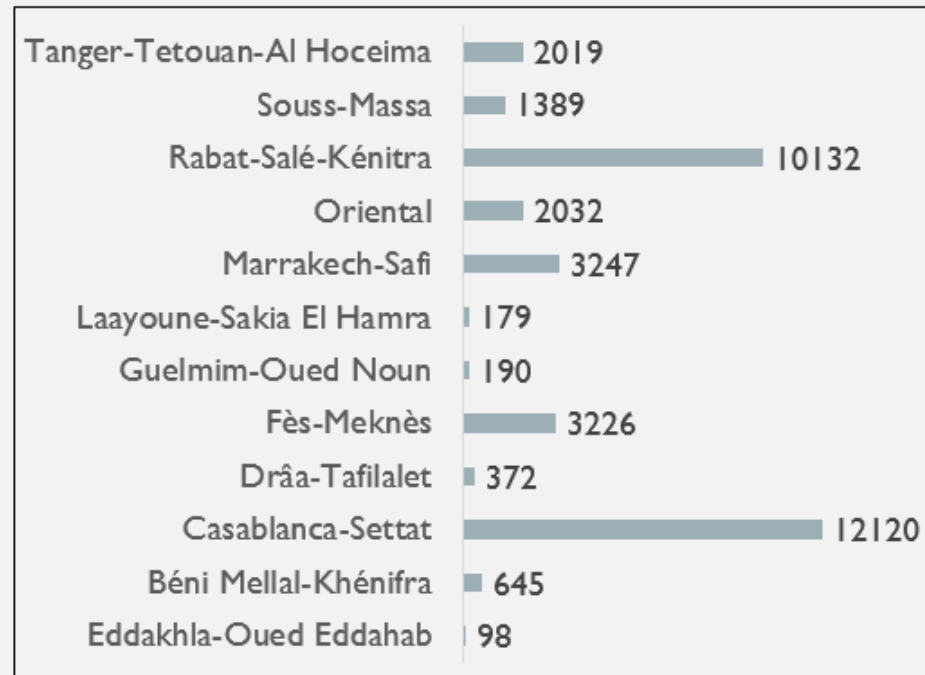 Tanger-Tetouan-Al Hoceima 2019
Souss-Massa 1389
Rabat-Salé-Kénitra 10132
Oriental 2032
Marrakech-Safi 3247
Laayoune-Sakia El Hamra 179
Guelmim-Oued Noun 190
Fès-Meknès 3226
Drâa-Tafilalet 372
Casablanca-Settat 12120
Béni Mellal-Khénifra 645
Eddakhla-Oued Eddahab 98